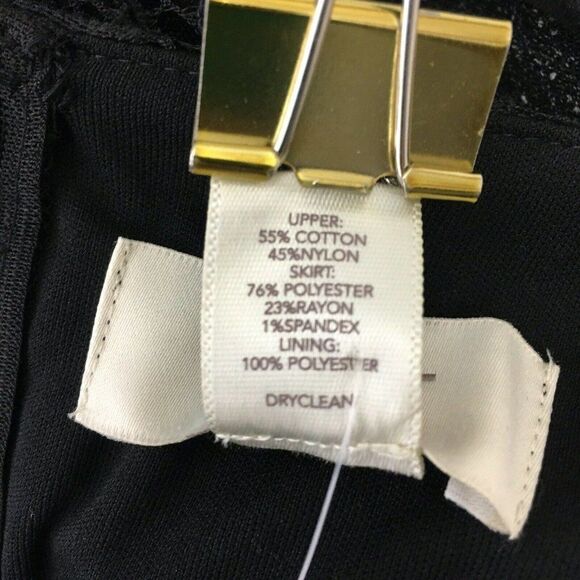 UPPER:
55% COTTON
45%NYLON
SKIRT:
76% POLYESTER
23%RAYON
1%SPANDEX
LINING:
100% POLYESTER
DRYCLEAN